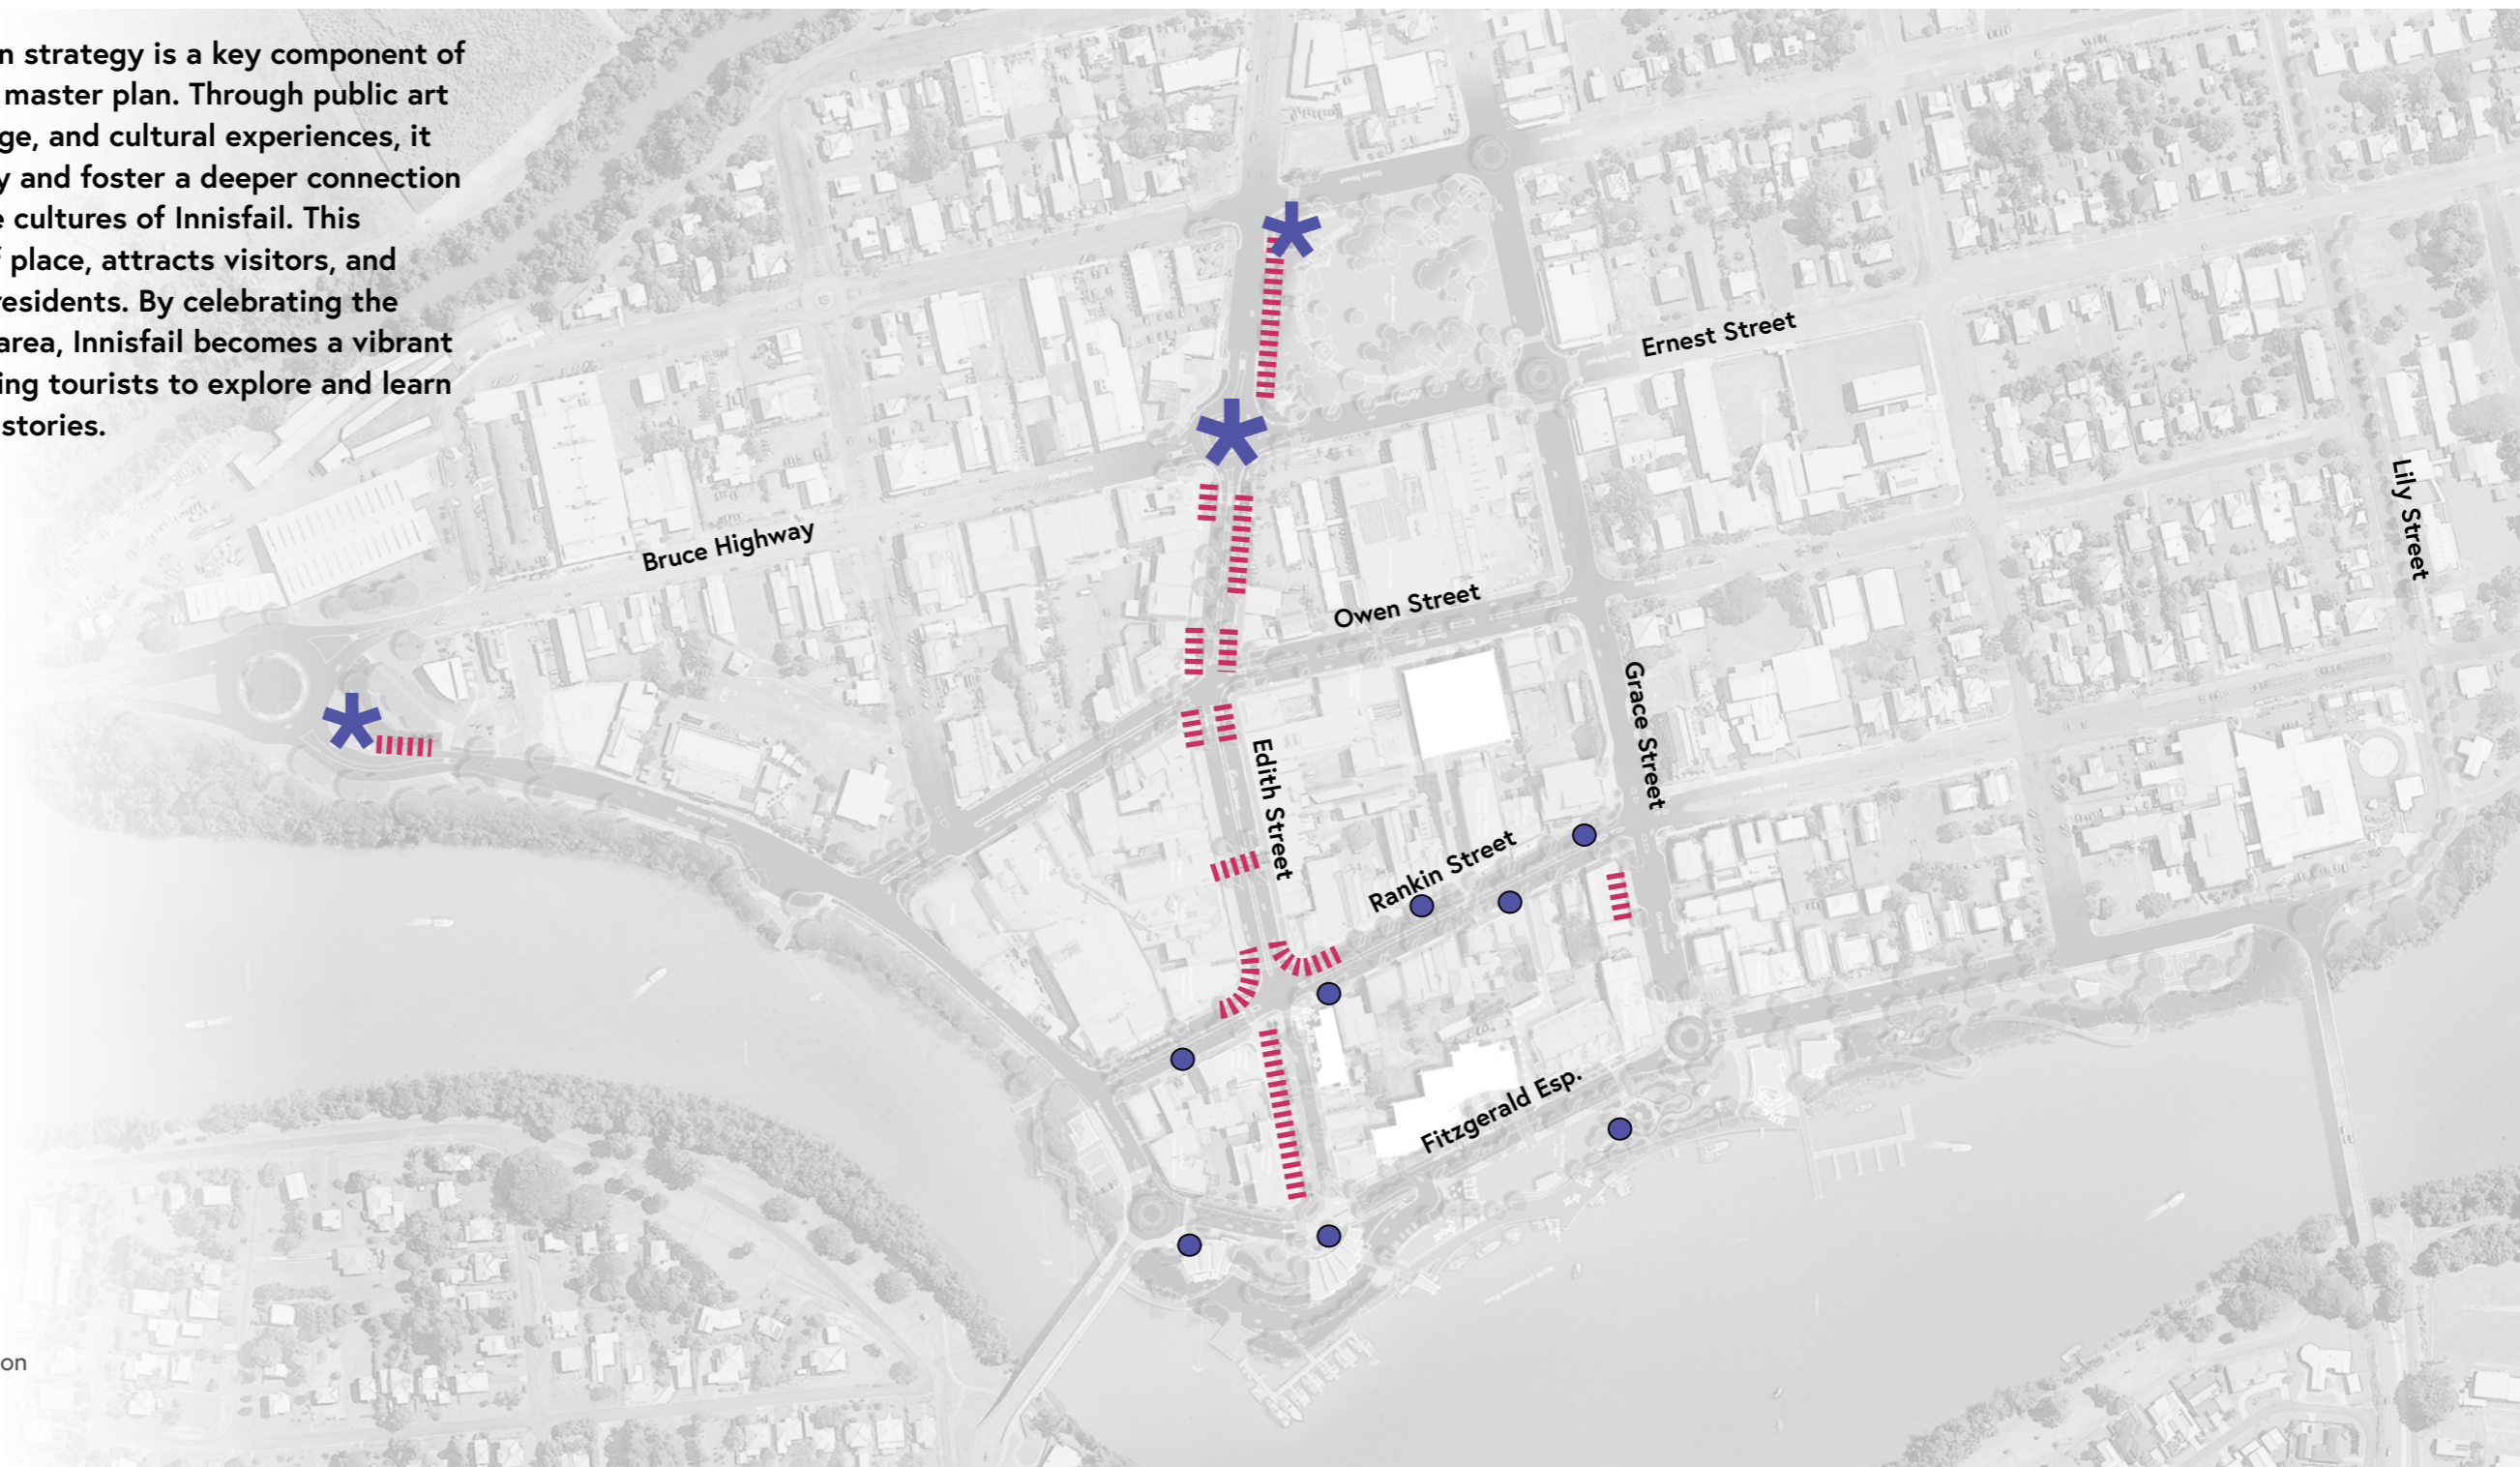 n strategy is a key component of
master plan. Through public art
ge, and cultural experiences, it
y and foster a deeper connection
e cultures of Innisfail. This
f place, attracts visitors, and
residents. By celebrating the
area, Innisfail becomes a vibrant
ing tourists to explore and learn
stories.
Ernest Street
Lily Street
Bruce Highway
Owen Street
Grace Street
Edith Street
Rankin Street
Fitzgerald Esp.
on